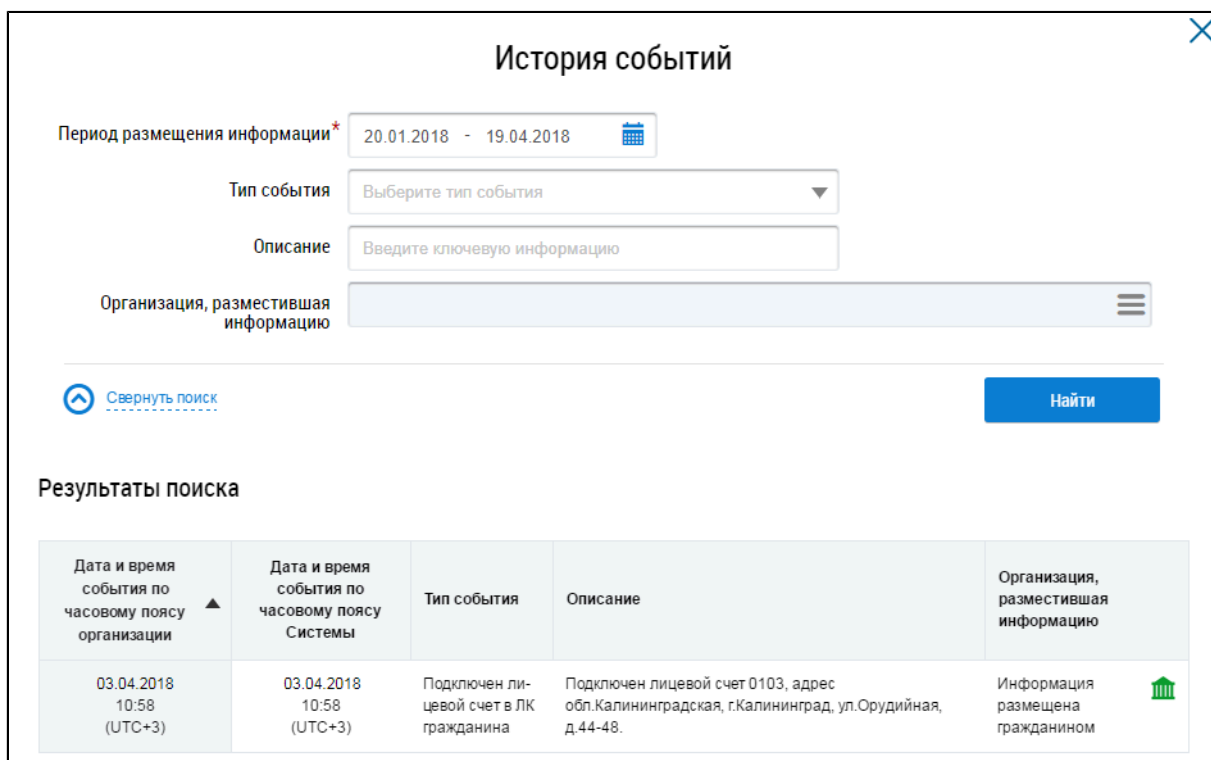 История событий
Период размещения информации*
20.01.2018 - 19.04.2018
Тип события
Выберите тип события
Описание
Введите ключевую информацию
Организация, разместившая
информацию
Свернуть поиск
Найти
Результаты поиска
Дата и время
события по
часовому поясу
организации
Дата и время
события по
часовому поясу
Системы
Тип события
Описание
Организация,
разместившая
информацию
03.04.2018
10:58
(UTC+3)
03.04.2018
10:58
(UTC+3)
Подключен ли-
цевой счет в ЛК
гражданина
Подключен лицевой счет 0103, адрес
обл.Калининградская, г.Калининград, ул.Орудийная,
д.44-48.
Информация
размещена
гражданином